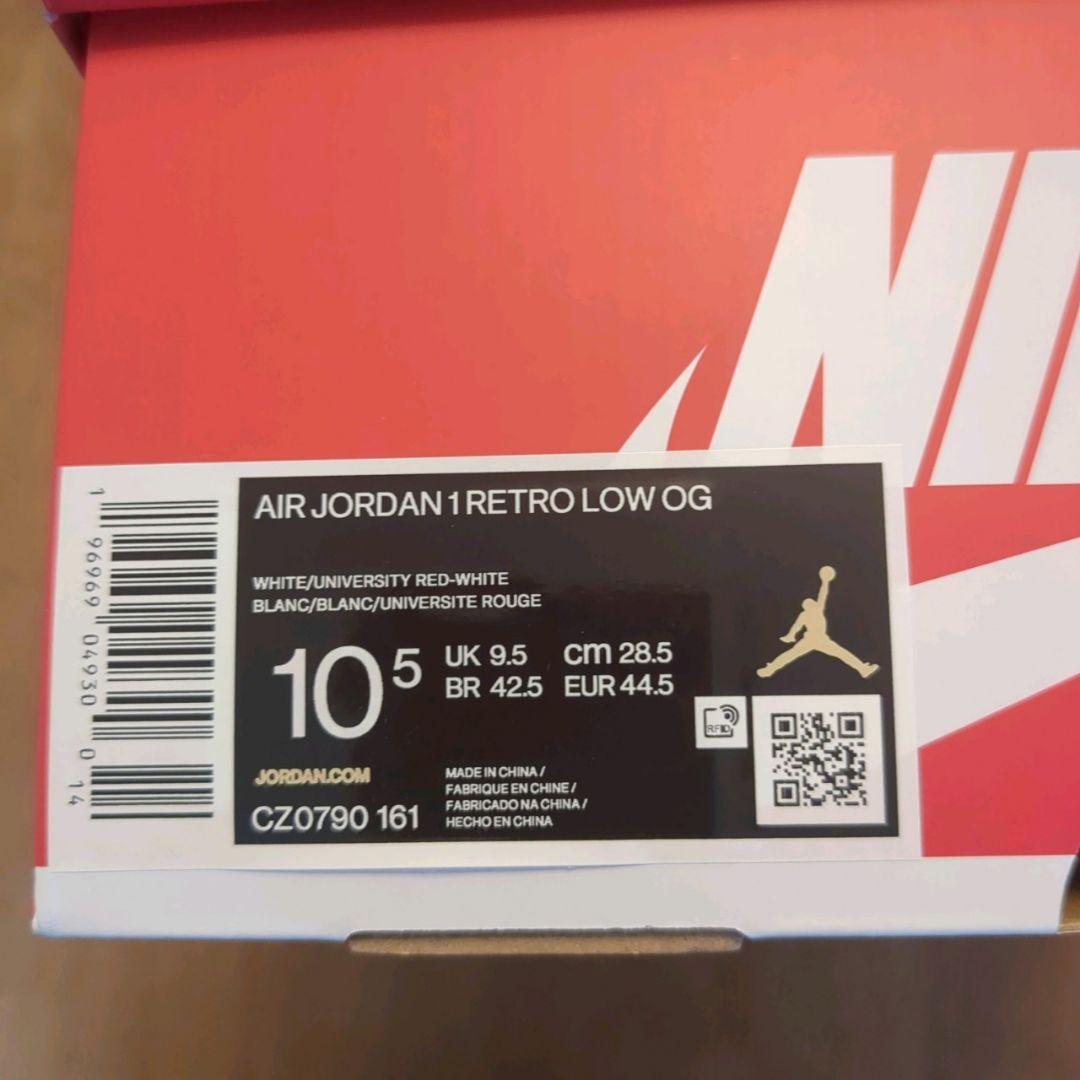 NI
AIR JORDAN 1 RETRO LOW OG
WHITE/UNIVERSITY RED-WHITE
BLANC/BLANC/UNIVERSITE ROUGE
10.5
UK 9.5 cm 28.5
BR 42.5 EUR 44.5
RFID
JORDAN.COM
CZ0790 161
MADE IN CHINA /
FABRIQUE EN CHINE /
FABRICADO NA CHINA /
HECHO EN CHINA
1 96969 04930 0 14